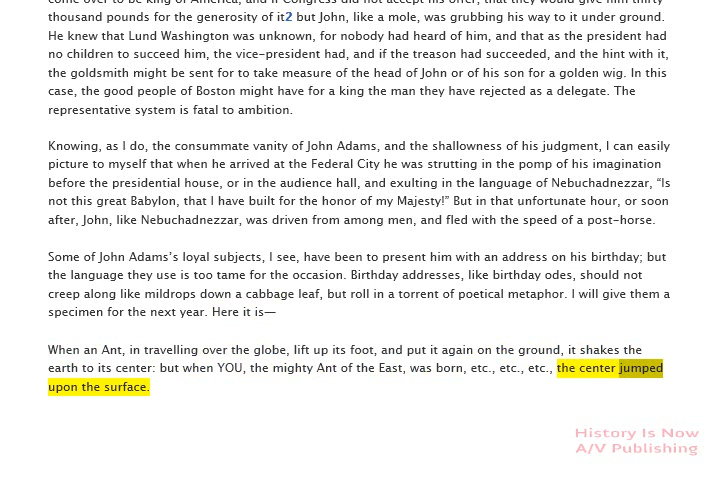 come over to be king of America, and if Congress did not accept his offer, that they would give him thirty
thousand pounds for the generosity of it2 but John, like a mole, was grubbing his way to it under ground.
He knew that Lund Washington was unknown, for nobody had heard of him, and that as the president had
no children to succeed him, the vice-president had, and if the treason had succeeded, and the hint with it,
the goldsmith might be sent for to take measure of the head of John or of his son for a golden wig. In this
case, the good people of Boston might have for a king the man they have rejected as a delegate. The
representative system is fatal to ambition.
Knowing, as I do, the consummate vanity of John Adams, and the shallowness of his judgment, I can easily
picture to myself that when he arrived at the Federal City he was strutting in the pomp of his imagination
before the presidential house, or in the audience hall, and exulting in the language of Nebuchadnezzar, “Is
not this great Babylon, that I have built for the honor of my Majesty!” But in that unfortunate hour, or soon
after, John, like Nebuchadnezzar, was driven from among men, and fled with the speed of a post-horse.
Some of John Adams’s loyal subjects, I see, have been to present him with an address on his birthday; but
the language they use is too tame for the occasion. Birthday addresses, like birthday odes, should not
creep along like mildrops down a cabbage leaf, but roll in a torrent of poetical metaphor. I will give them a
specimen for the next year. Here it is—
When an Ant, in travelling over the globe, lift up its foot, and put it again on the ground, it shakes the
earth to its center: but when YOU, the mighty Ant of the East, was born, etc., etc., etc., the center jumped
upon the surface.
History Is Now
A/V Publishing